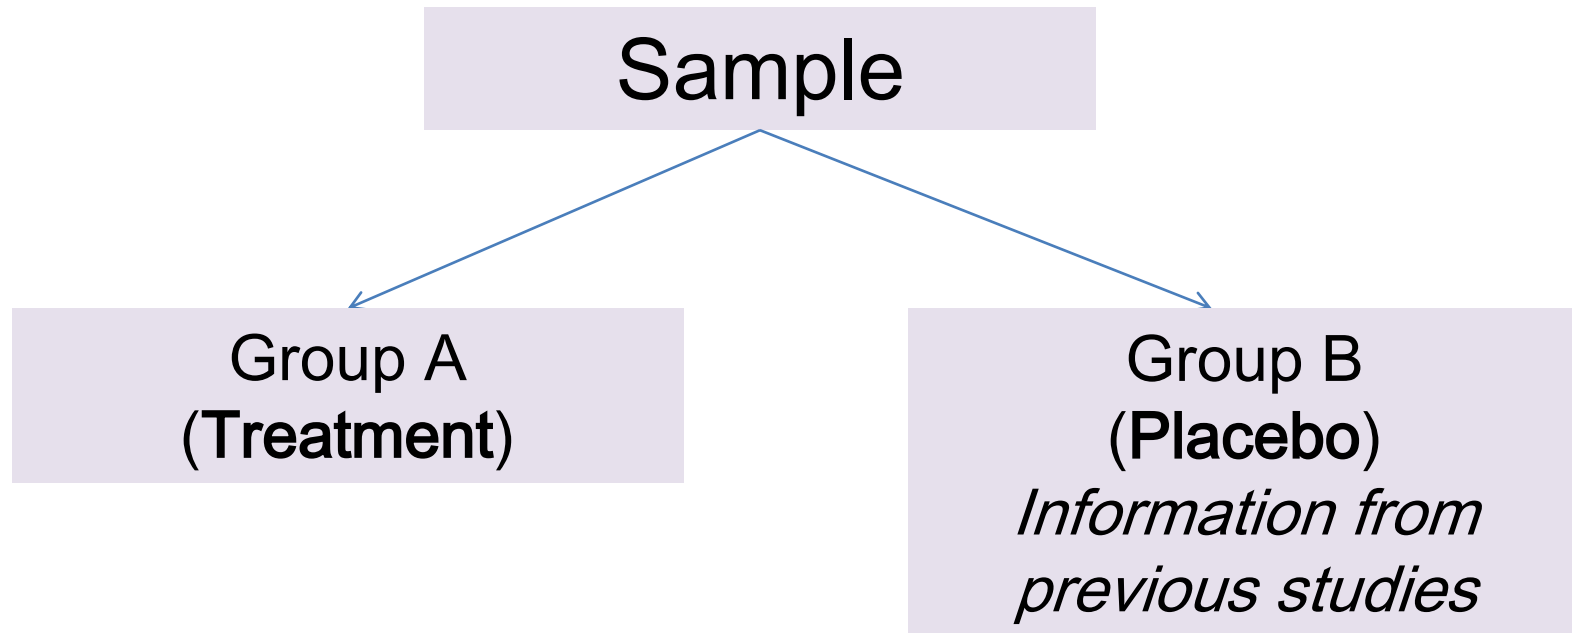 Sample
Group A
(Treatment)
Group B
(Placebo)
Information from
previous studies